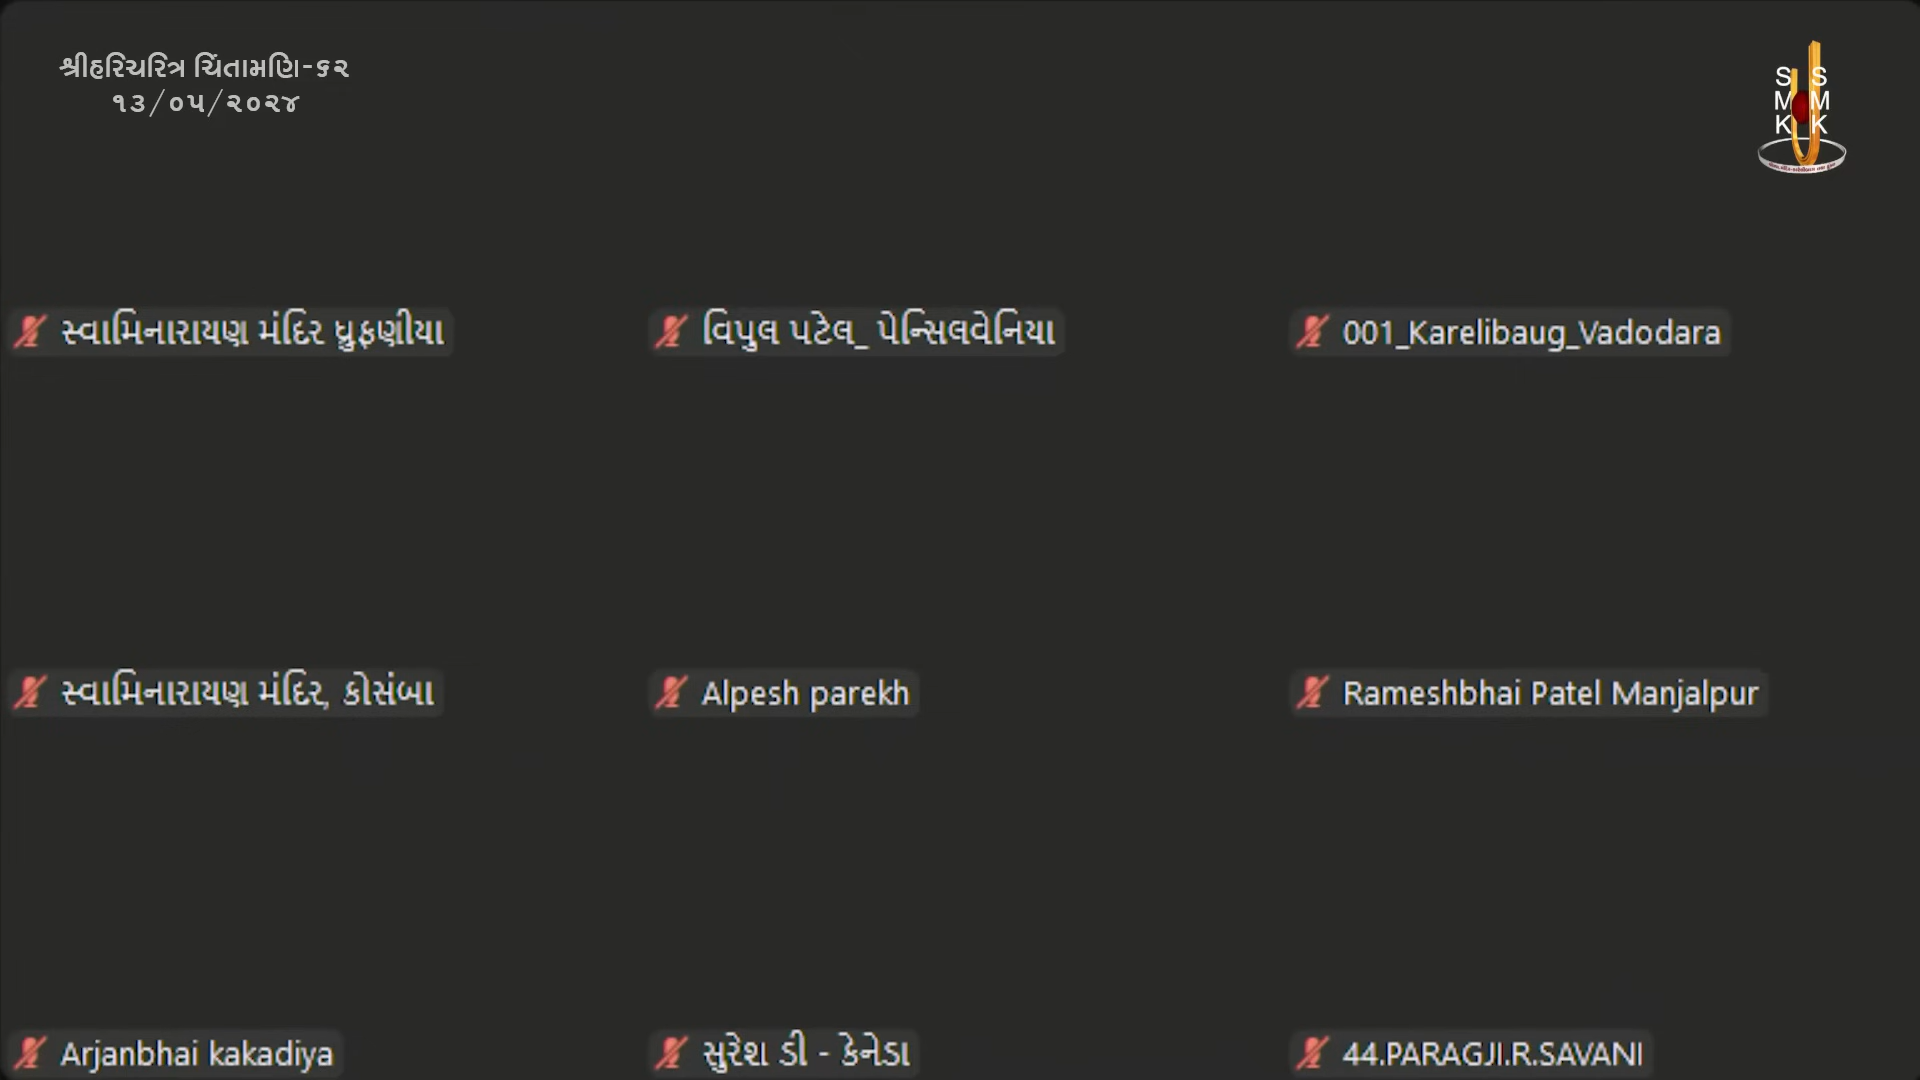 શ્રીહરિચરિત્ર ચિંતામણિ-૬૨
૧૩/૦૫/૨૦૨૪
S S
M M
K K
સ્વામિનારાયણ મંદિર ધ્રુફણીયા
વિપુલ પટેલ_ પેન્સિલવેનિયા
001_Karelibaug_Vadodara
સ્વામિનારાયણ મંદિર, કોસંબા
Alpesh parekh
Rameshbhai Patel Manjalpur
Arjanbhai kakadiya
સુરેશ ડી - કેનેડા
44.PARAGJI.R.SAVANI